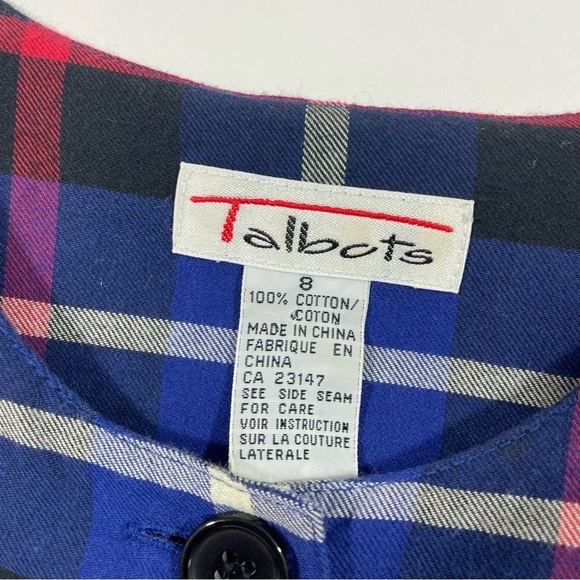 Talbots
8
100% COTTON/
COTON
MADE IN CHINA
FABRIQUE EN
CHINA
CA 23147
SEE SIDE SEAM
FOR CARE
VOIR INSTRUCTION
SUR LA COUTURE
LATERALE